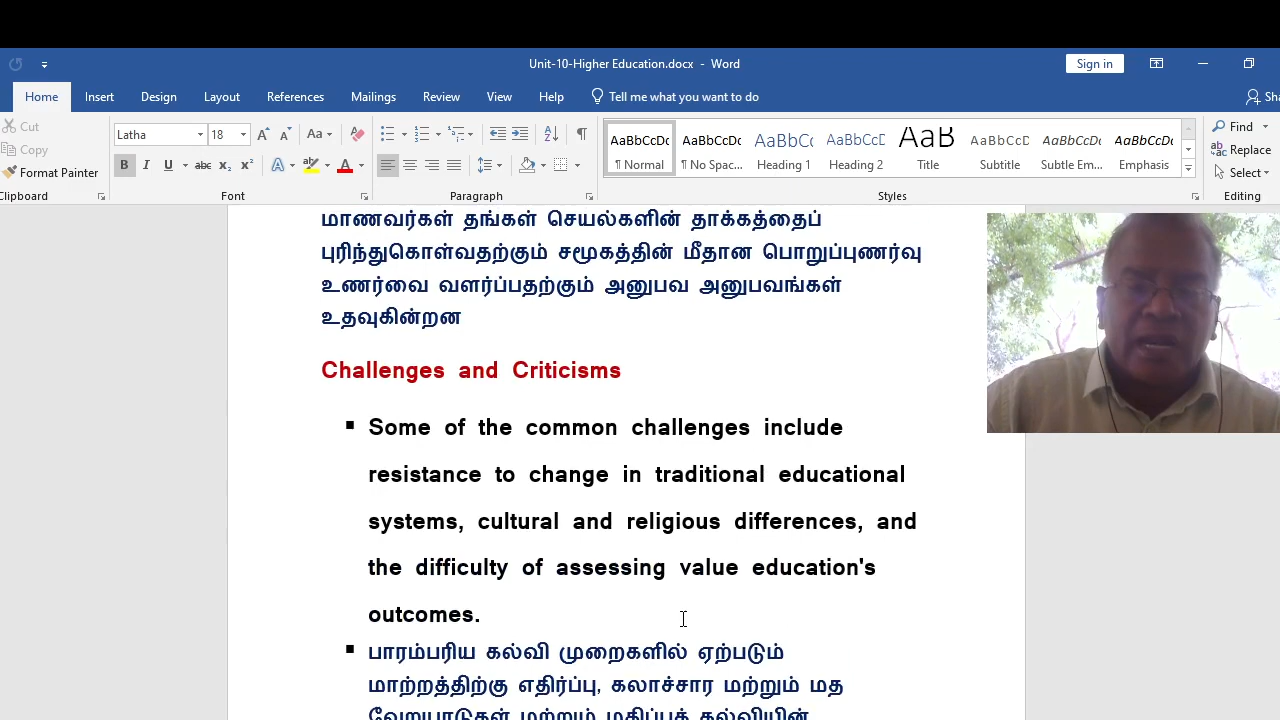 Unit-10-Higher Education.docx - Word
Sign in
Home Insert Design Layout References Mailings Review View Help Tell me what you want to do
Cut
Copy
Format Painter
Clipboard
Latha 18
Font
Paragraph
AaBbCcDc AaBbCcDc AaBbCc AaBbCcD AaB AaBbCcD AaBbCcDc AaBbCcDc
¶ Normal ¶ No Spac... Heading 1 Heading 2 Title Subtitle Subtle Em... Emphasis
Styles
Find
Replace
Select
Editing
மாணவர்கள் தங்கள் செயல்களின் தாக்கத்தைப்
புரிந்துகொள்வதற்கும் சமூகத்தின் மீதான பொறுப்புணர்வு
உணர்வை வளர்ப்பதற்கும் அனுபவ அனுபவங்கள்
உதவுகின்றன
Challenges and Criticisms
▪ Some of the common challenges include
resistance to change in traditional educational
systems, cultural and religious differences, and
the difficulty of assessing value education's
outcomes.
▪ பாரம்பரிய கல்வி முறைகளில் ஏற்படும்
மாற்றத்திற்கு எதிர்ப்பு, கலாச்சார மற்றும் மத
வேறுபாடுகள் மற்றும் மதிப்புக் கல்வியின்